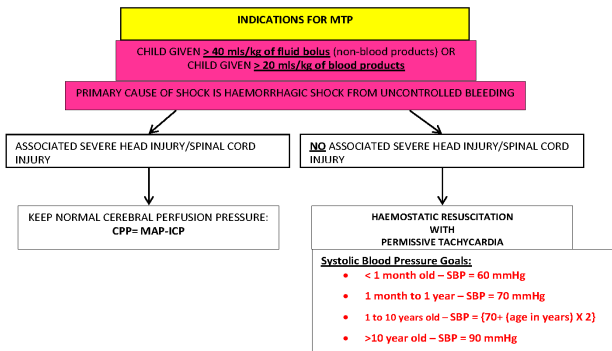 INDICATIONS FOR MTP
CHILD GIVEN > 40 mls/kg of fluid bolus (non-blood products) OR
CHILD GIVEN > 20 mls/kg of blood products
PRIMARY CAUSE OF SHOCK IS HAEMORRHAGIC SHOCK FROM UNCONTROLLED BLEEDING
ASSOCIATED SEVERE HEAD INJURY/SPINAL CORD
INJURY
NO ASSOCIATED SEVERE HEAD INJURY/SPINAL CORD
INJURY
KEEP NORMAL CEREBRAL PERFUSION PRESSURE:
CPP= MAP-ICP
HAEMOSTATIC RESUSCITATION
WITH
PERMISSIVE TACHYCARDIA
Systolic Blood Pressure Goals:
• < 1 month old – SBP = 60 mmHg
• 1 month to 1 year – SBP = 70 mmHg
• 1 to 10 years old – SBP = {70+ (age in years) X 2}
• >10 year old – SBP = 90 mmHg